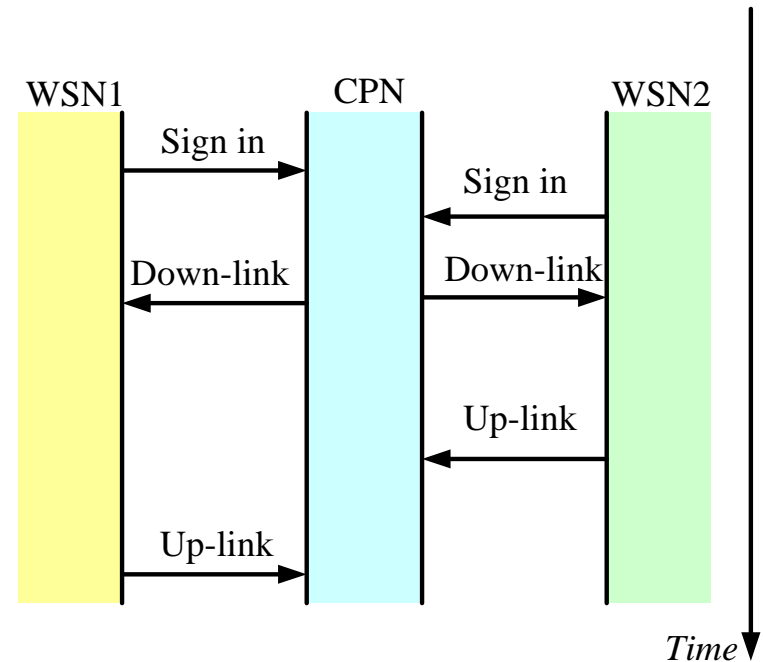 WSN1
CPN
WSN2
Sign in
Sign in
Down-link
Down-link
Up-link
Up-link
Time